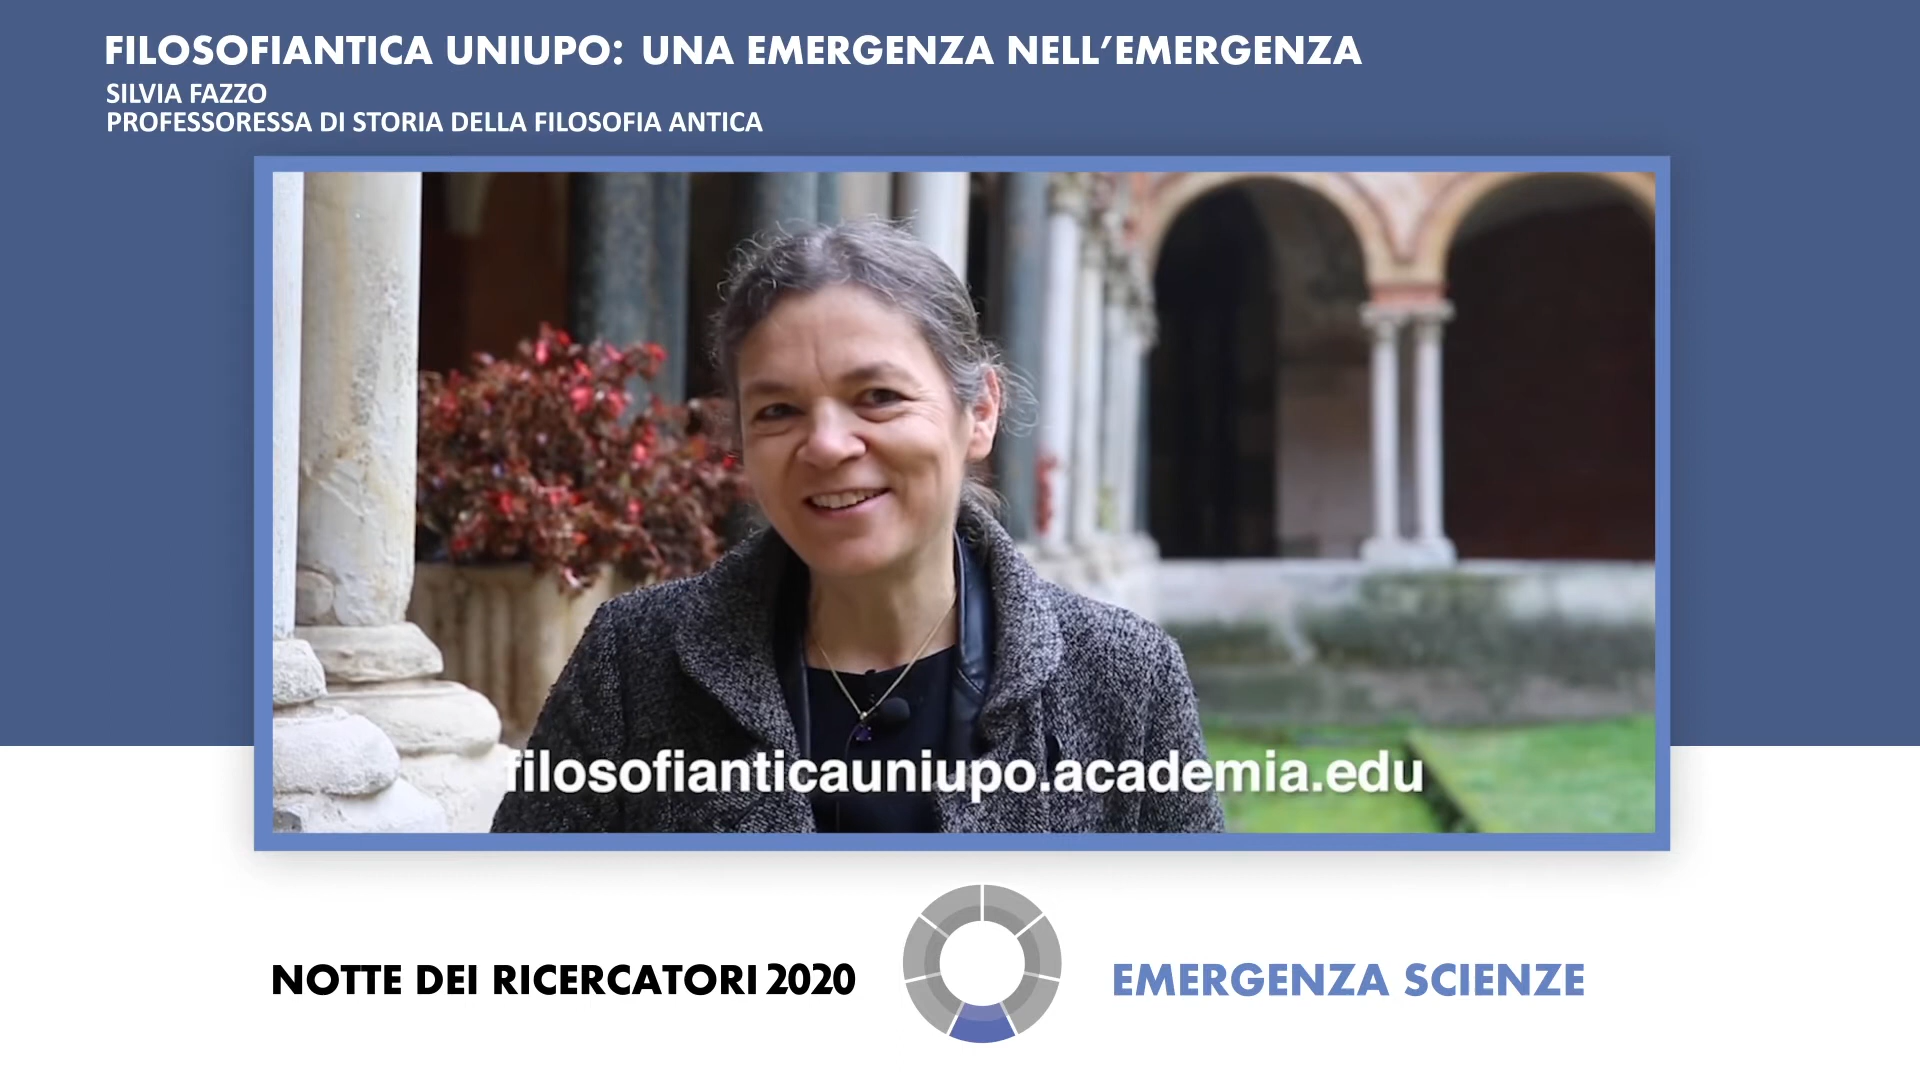 FILOSOFIANTICA UNIUPO: UNA EMERGENZA NELL’EMERGENZA
SILVIA FAZZO
PROFESSORESSA DI STORIA DELLA FILOSOFIA ANTICA
filosofianticauniupo.academia.edu
NOTTE DEI RICERCATORI 2020
EMERGENZA SCIENZE